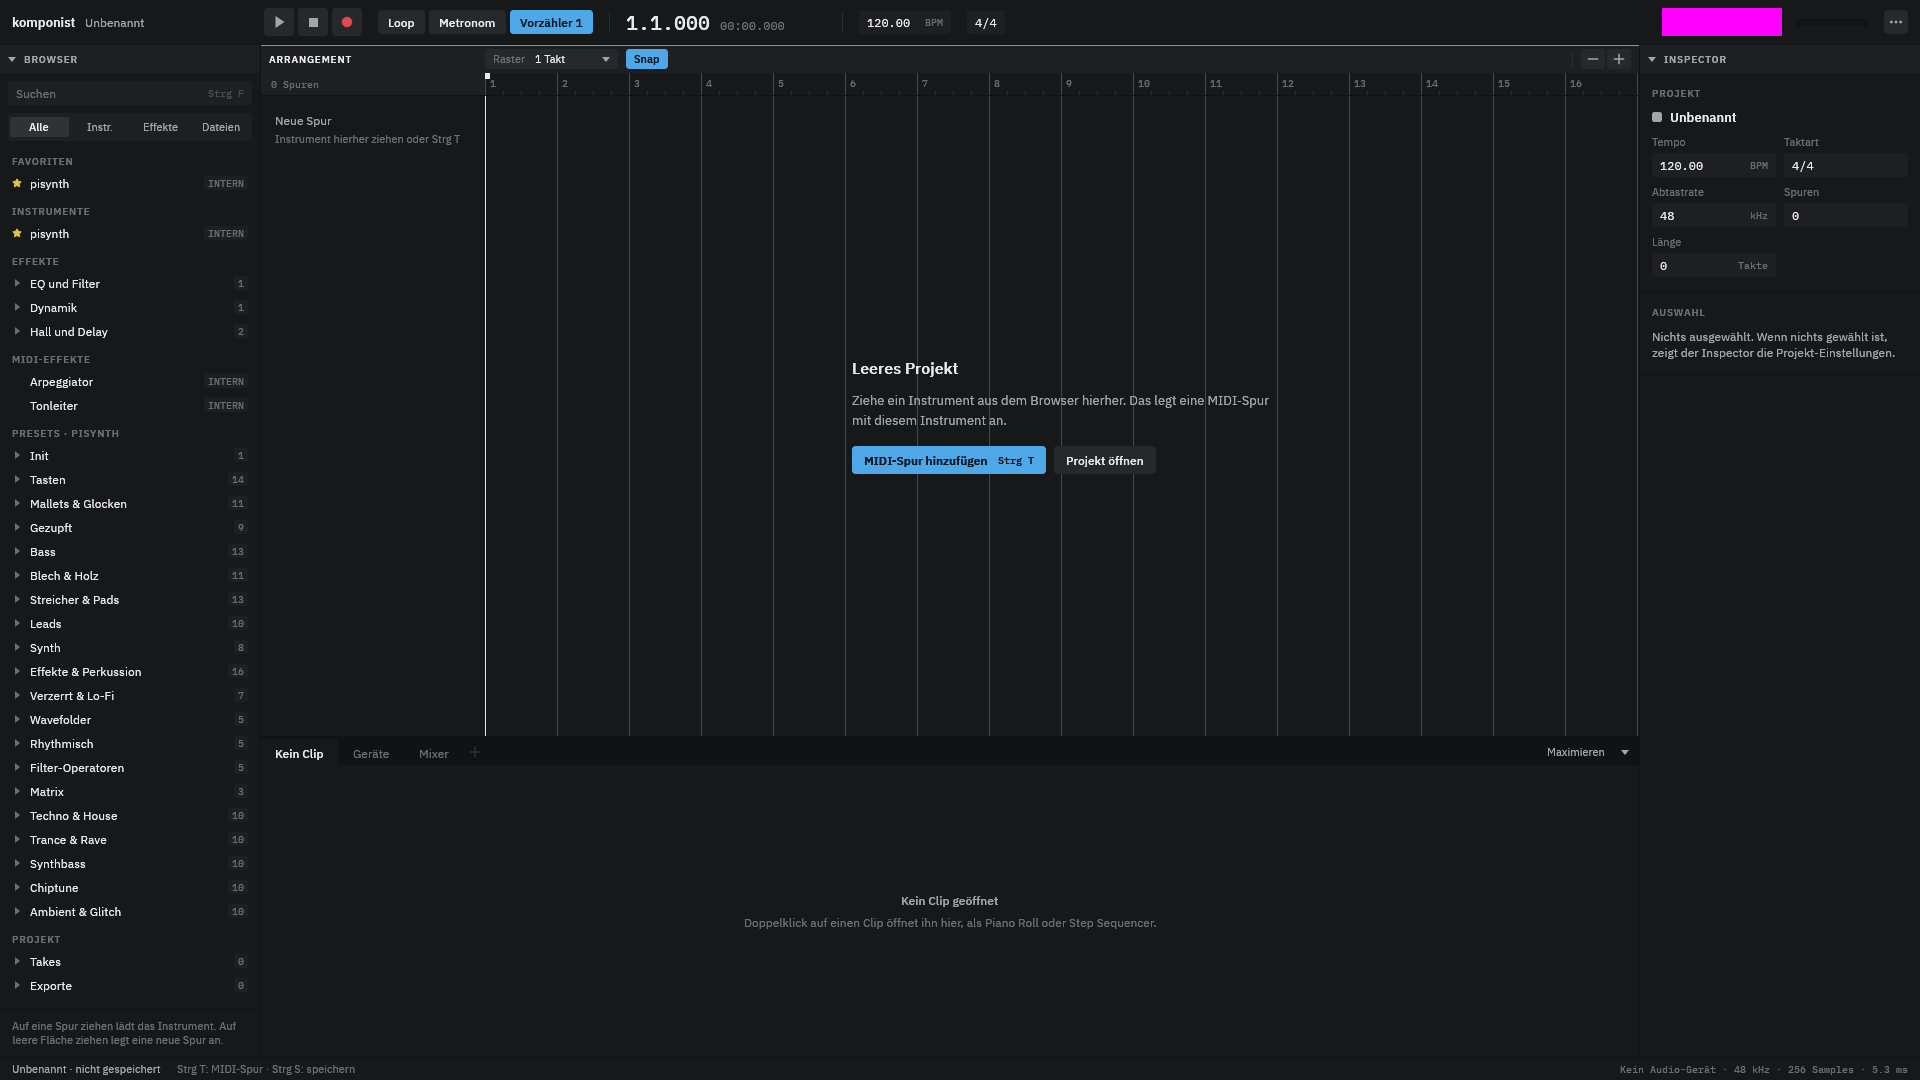 komponist Unbenannt
Loop Metronom Vorzähler 1 1.1.000 00:00.000 120.00 BPM 4/4
BROWSER
Suchen Strg F
Alle Instr. Effekte Dateien
FAVORITEN
pisynth INTERN
INSTRUMENTE
pisynth INTERN
EFFEKTE
EQ und Filter 1
Dynamik 1
Hall und Delay 2
MIDI-EFFEKTE
Arpeggiator INTERN
Tonleiter INTERN
PRESETS · PISYNTH
Init 1
Tasten 14
Mallets & Glocken 11
Gezupft 9
Bass 13
Blech & Holz 11
Streicher & Pads 13
Leads 10
Synth 8
Effekte & Perkussion 16
Verzerrt & Lo-Fi 7
Wavefolder 5
Rhythmisch 5
Filter-Operatoren 5
Matrix 3
Techno & House 10
Trance & Rave 10
Synthbass 10
Chiptune 10
Ambient & Glitch 10
PROJEKT
Takes 0
Exporte 0
Auf eine Spur ziehen lädt das Instrument. Auf
leere Fläche ziehen legt eine neue Spur an.
ARRANGEMENT Raster 1 Takt Snap
0 Spuren 1 2 3 4 5 6 7 8 9 10 11 12 13 14 15 16
Neue Spur
Instrument hierher ziehen oder Strg T
Leeres Projekt
Ziehe ein Instrument aus dem Browser hierher. Das legt eine MIDI-Spur
mit diesem Instrument an.
MIDI-Spur hinzufügen Strg T Projekt öffnen
Kein Clip Geräte Mixer Maximieren
Kein Clip geöffnet
Doppelklick auf einen Clip öffnet ihn hier, als Piano Roll oder Step Sequencer.
INSPECTOR
PROJEKT
Unbenannt
Tempo Taktart
120.00 BPM 4/4
Abtastrate Spuren
48 kHz 0
Länge
0 Takte
AUSWAHL
Nichts ausgewählt. Wenn nichts gewählt ist,
zeigt der Inspector die Projekt-Einstellungen.
Unbenannt · nicht gespeichert Strg T: MIDI-Spur · Strg S: speichern
Kein Audio-Gerät · 48 kHz · 256 Samples · 5.3 ms